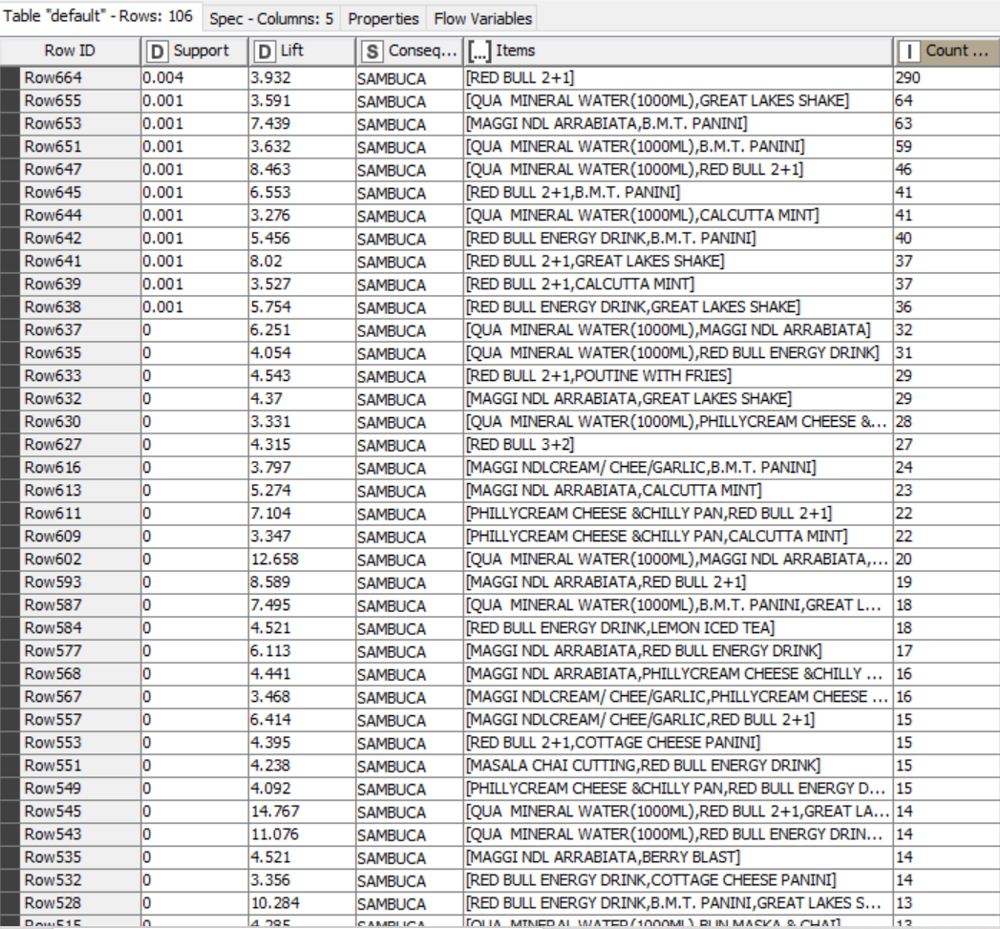 Table "default" - Rows: 106 Spec - Columns: 5 Properties Flow Variables
Row ID D Support D Lift S Conseq... [...] Items I Count ...
Row664 0.004 3.932 SAMBUCA [RED BULL 2+1] 290
Row655 0.001 3.591 SAMBUCA [QUA MINERAL WATER(1000ML),GREAT LAKES SHAKE] 64
Row653 0.001 7.439 SAMBUCA [MAGGI NDL ARRABIATA,B.M.T. PANINI] 63
Row651 0.001 3.632 SAMBUCA [QUA MINERAL WATER(1000ML),B.M.T. PANINI] 59
Row647 0.001 8.463 SAMBUCA [QUA MINERAL WATER(1000ML),RED BULL 2+1] 46
Row645 0.001 6.553 SAMBUCA [RED BULL 2+1,B.M.T. PANINI] 41
Row644 0.001 3.276 SAMBUCA [QUA MINERAL WATER(1000ML),CALCUTTA MINT] 41
Row642 0.001 5.456 SAMBUCA [RED BULL ENERGY DRINK,B.M.T. PANINI] 40
Row641 0.001 8.02 SAMBUCA [RED BULL 2+1,GREAT LAKES SHAKE] 37
Row639 0.001 3.527 SAMBUCA [RED BULL 2+1,CALCUTTA MINT] 37
Row638 0.001 5.754 SAMBUCA [RED BULL ENERGY DRINK,GREAT LAKES SHAKE] 36
Row637 0 6.251 SAMBUCA [QUA MINERAL WATER(1000ML),MAGGI NDL ARRABIATA] 32
Row635 0 4.054 SAMBUCA [QUA MINERAL WATER(1000ML),RED BULL ENERGY DRINK] 31
Row633 0 4.543 SAMBUCA [RED BULL 2+1,POUTINE WITH FRIES] 29
Row632 0 4.37 SAMBUCA [MAGGI NDL ARRABIATA,GREAT LAKES SHAKE] 29
Row630 0 3.331 SAMBUCA [QUA MINERAL WATER(1000ML),PHILLYCREAM CHEESE &... 28
Row627 0 4.315 SAMBUCA [RED BULL 3+2] 27
Row616 0 3.797 SAMBUCA [MAGGI NDLCREAM/ CHEE/GARLIC,B.M.T. PANINI] 24
Row613 0 5.274 SAMBUCA [MAGGI NDL ARRABIATA,CALCUTTA MINT] 23
Row611 0 7.104 SAMBUCA [PHILLYCREAM CHEESE &CHILLY PAN,RED BULL 2+1] 22
Row609 0 3.347 SAMBUCA [PHILLYCREAM CHEESE &CHILLY PAN,CALCUTTA MINT] 22
Row602 0 12.658 SAMBUCA [QUA MINERAL WATER(1000ML),MAGGI NDL ARRABIATA,... 20
Row593 0 8.589 SAMBUCA [MAGGI NDL ARRABIATA,RED BULL 2+1] 19
Row587 0 7.495 SAMBUCA [QUA MINERAL WATER(1000ML),B.M.T. PANINI,GREAT L... 18
Row584 0 4.521 SAMBUCA [RED BULL ENERGY DRINK,LEMON ICED TEA] 18
Row577 0 6.113 SAMBUCA [MAGGI NDL ARRABIATA,RED BULL ENERGY DRINK] 17
Row568 0 4.441 SAMBUCA [MAGGI NDL ARRABIATA,PHILLYCREAM CHEESE &CHILLY ... 16
Row567 0 3.468 SAMBUCA [MAGGI NDLCREAM/ CHEE/GARLIC,PHILLYCREAM CHEESE ... 16
Row557 0 6.414 SAMBUCA [MAGGI NDLCREAM/ CHEE/GARLIC,RED BULL 2+1] 15
Row553 0 4.395 SAMBUCA [RED BULL 2+1,COTTAGE CHEESE PANINI] 15
Row551 0 4.238 SAMBUCA [MASALA CHAI CUTTING,RED BULL ENERGY DRINK] 15
Row549 0 4.092 SAMBUCA [PHILLYCREAM CHEESE &CHILLY PAN,RED BULL ENERGY D... 15
Row545 0 14.767 SAMBUCA [QUA MINERAL WATER(1000ML),RED BULL 2+1,GREAT LA... 14
Row543 0 11.076 SAMBUCA [QUA MINERAL WATER(1000ML),RED BULL ENERGY DRIN... 14
Row535 0 4.521 SAMBUCA [MAGGI NDL ARRABIATA,BERRY BLAST] 14
Row532 0 3.356 SAMBUCA [RED BULL ENERGY DRINK,COTTAGE CHEESE PANINI] 14
Row528 0 10.284 SAMBUCA [RED BULL ENERGY DRINK,B.M.T. PANINI,GREAT LAKES S... 13
Row515 0 4.285 SAMBUCA [QUA MINERAL WATER(1000ML),BUN MASKA & CHAI] 13